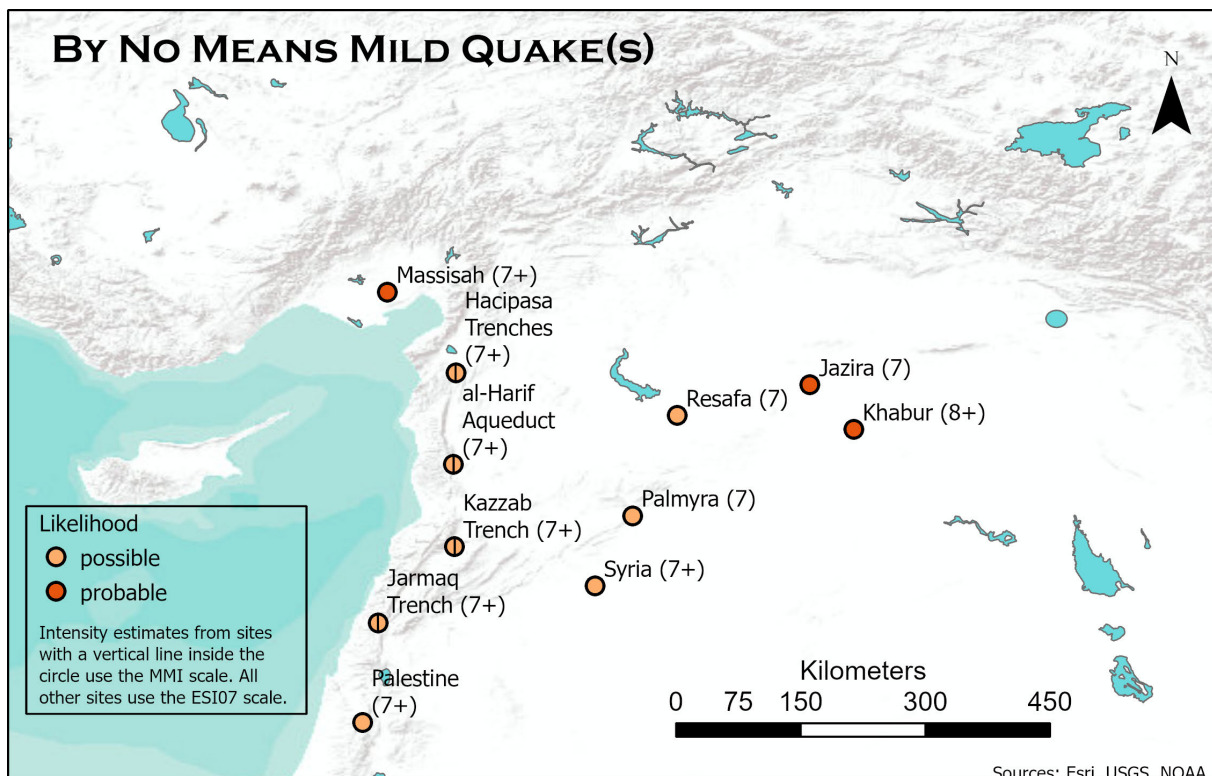 BY NO MEANS MILD QUAKE(S)
N
Massisah (7+)
Hacipasa
Trenches
(7+)
al-Harif
Aqueduct
(7+)
Jazira (7)
Resafa (7)
Khabur (8+)
Kazzab
Trench (7+)
Palmyra (7)
Syria (7+)
Jarmaq
Trench (7+)
Palestine
(7+)
Likelihood
possible
probable
Intensity estimates from sites
with a vertical line inside the
circle use the MMI scale. All
other sites use the ESI07 scale.
Kilometers
0 75 150 300 450
Sources: Esri, USGS, NOAA